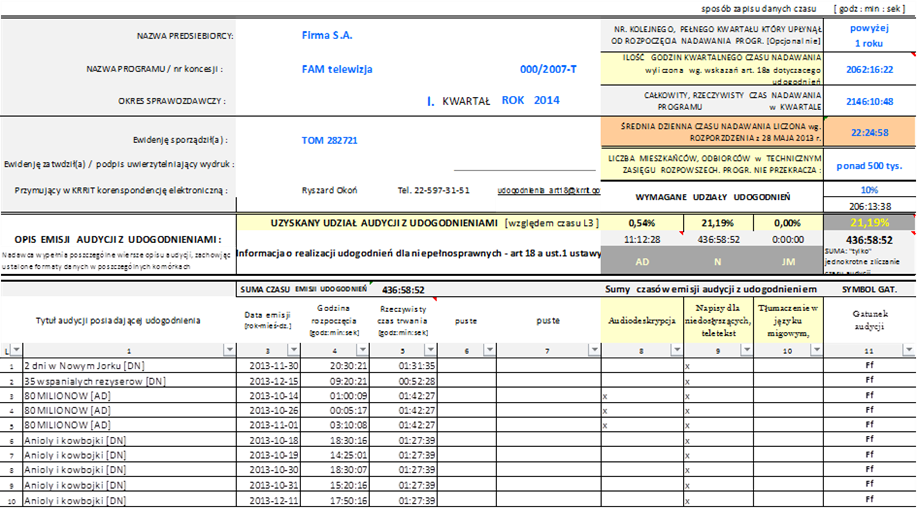 sposób zapisu danych czasu [ godz : min : sek ]
NAZWA PRZEDSIEBIORCY: Firma S.A. NR. KOLEJNEGO, PEŁNEGO KWARTAŁU KTÓRY UPŁYNĄŁ OD ROZPOCZĘCIA NADAWANIA PROGR. [Opcjonalnie] powyżej 1 roku
NAZWA PROGRAMU / nr koncesji : FAM telewizja 000/2007-T ILOŚĆ GODZIN KWARTALNEGO CZASU NADAWANIA wyliczona wg. wskazań art. 18a dotyczacego udogodnień 2062:16:22
OKRES SPRAWOZDAWCZY : I. KWARTAŁ ROK 2014 CAŁKOWITY, RZECZYWISTY CZAS NADAWANIA PROGRAMU w KWARTALE 2146:10:48
Ewidenję sporządził(a) : TOM 282721 ŚREDNIA DZIENNA CZASU NADAWANIA LICZONA wg. ROZPORZDZENIA z 28 MAJA 2013 r. 22:24:58
Ewidenję zatwdził(a) / podpis uwierzytelniający wydruk : LICZBA MIESZKAŃCÓW, ODBIORCÓW w TECHNICZNYM ZASIĘGU ROZPOWSZECH. PROGR. NIE PRZEKRACZA : ponad 500 tys.
Przymujący w KRRiT korenspondencję elektroniczną : Ryszard Okoń Tel. 22-597-31-51 udogodnienia_art18@krrit.go WYMAGANE UDZIAŁY UDOGODNIEŃ 10%
206:13:38
UZYSKANY UDZIAŁ AUDYCJI Z UDOGODNIENIAMI [względem czasu L3 ] 0,54% 21,19% 0,00% 21,19%
OPIS EMISJI AUDYCJI Z UDOGODNIENIAMI : 11:12:28 436:58:52 0:00:00 436:58:52
Nadawca wypełnia poszczególne wiersze opisu audycji, zachowując ustalone formaty danych w poszczególnych komórkach Informacja o realizacji udogodnień dla niepełnosprawnych - art 18 a ust.1 ustawy AD N JM SUMA: "tylko" jednokrotne zliczanie czasu audycji
SUMA CZASU EMISJI UDOGODNIEŃ 436:58:52 Sumy czasów emisji audycji z udogodnieniem SYMBOL GAT.
Tytuł audycji posiadającej udogodnienia Data emisji (rok-mieś-dz.) Godzina rozpoczęcia (godz:min:sek) Rzeczywisty czas trwania (godz:min:sek) puste puste Audiodeskrypcja Napisy dla niedosłyszących, teletekst Tłumaczenie w języku migowym, Gatunek audycji
L 1 3 4 5 6 7 8 9 10 11
1 2 dni w Nowym Jorku [DN] 2013-11-30 20:30:21 01:31:35 x Ff
2 35 wspanialych rezyserow [DN] 2013-12-15 09:20:21 00:52:28 x Ff
3 80 MILIONOW [AD] 2013-10-14 01:00:09 01:42:27 x x Ff
4 80 MILIONOW [AD] 2013-10-26 00:05:17 01:42:27 x x Ff
5 80 MILIONOW [AD] 2013-11-01 03:10:08 01:42:27 x x Ff
6 Anioly i kowbojki [DN] 2013-10-18 18:30:16 01:27:39 x Ff
7 Anioly i kowbojki [DN] 2013-10-19 14:25:01 01:27:39 x Ff
8 Anioly i kowbojki [DN] 2013-10-30 18:30:07 01:27:39 x Ff
9 Anioly i kowbojki [DN] 2013-10-31 15:20:16 01:27:39 x Ff
10 Anioly i kowbojki [DN] 2013-12-11 17:50:16 01:27:39 x Ff